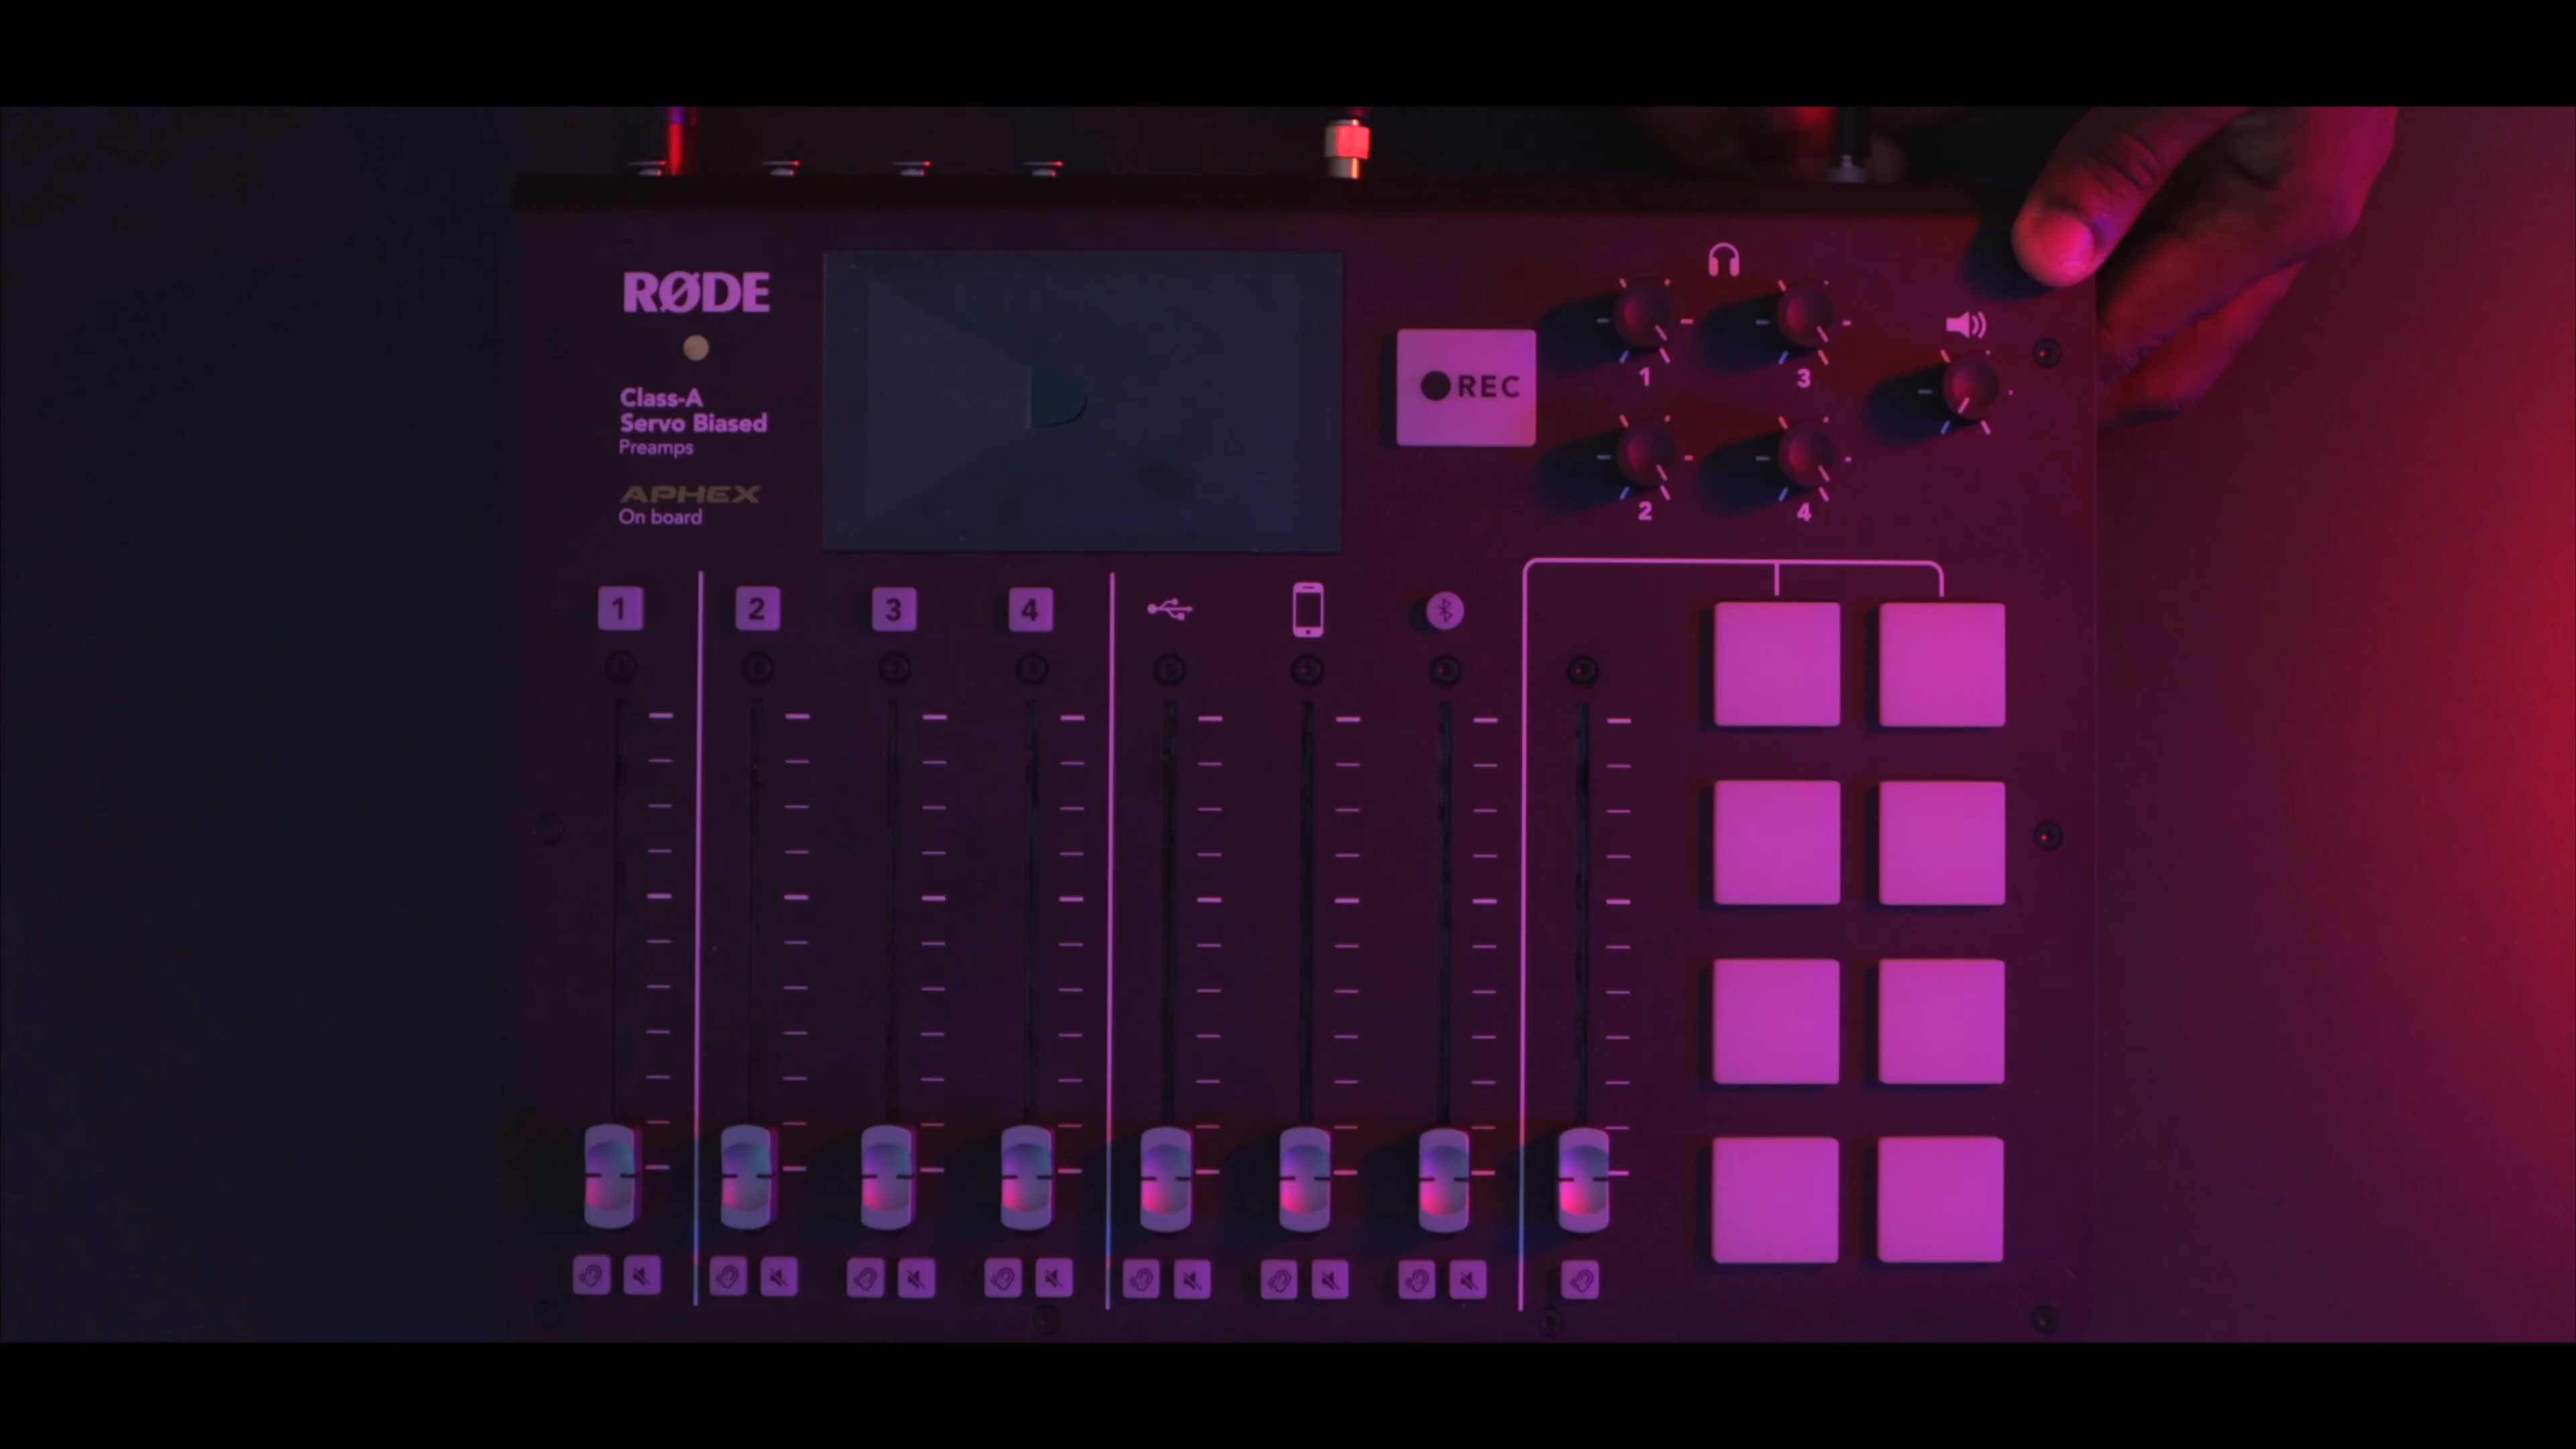 RØDE
Class-A
Servo Biased
Preamps
APHEX
On board
REC
1
3
2
4
1
2
3
4